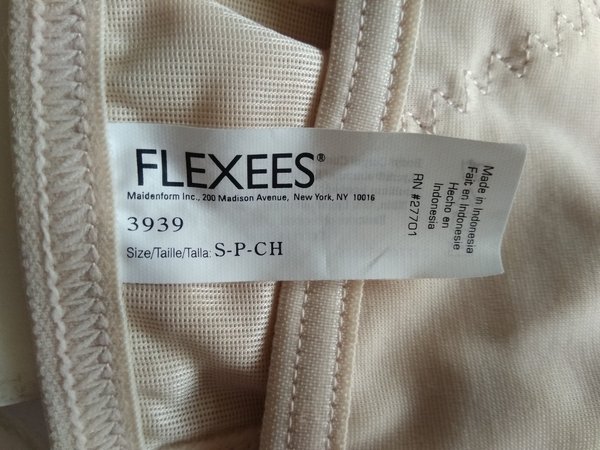 FLEXEES®
Maidenform Inc., 200 Madison Avenue, New York, NY 10016
3939
Size/Taille/Talla: S-P-CH
RN #27701
Made in Indonesia
Fait en Indonesie
Hecho en
Indonesia